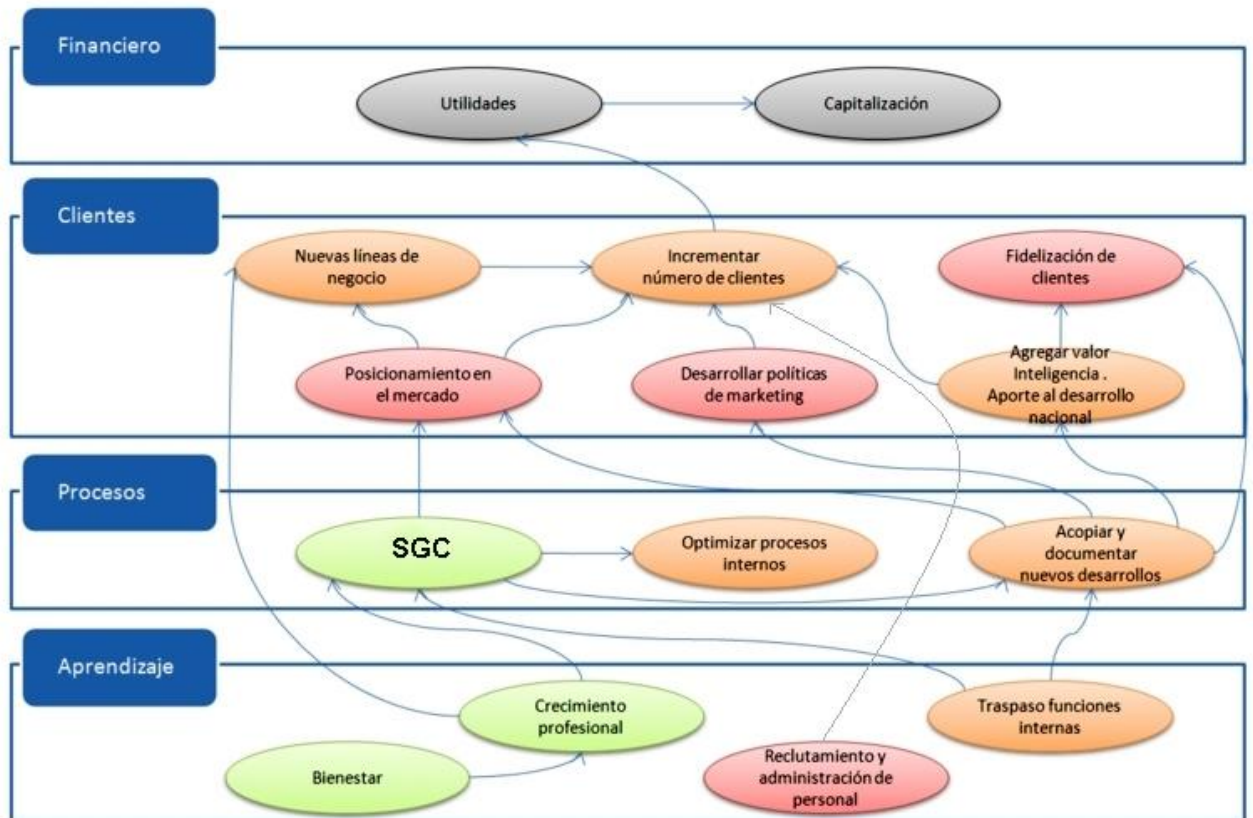 Financiero
Utilidades
Capitalización
Clientes
Nuevas líneas de
negocio
Incrementar
número de clientes
Fidelización de
clientes
Posicionamiento en
el mercado
Desarrollar políticas
de marketing
Agregar valor
Inteligencia .
Aporte al desarrollo
nacional
Procesos
SGC
Optimizar procesos
internos
Acopiar y
documentar
nuevos desarrollos
Aprendizaje
Crecimiento
profesional
Traspaso funciones
internas
Bienestar
Reclutamiento y
administración de
personal